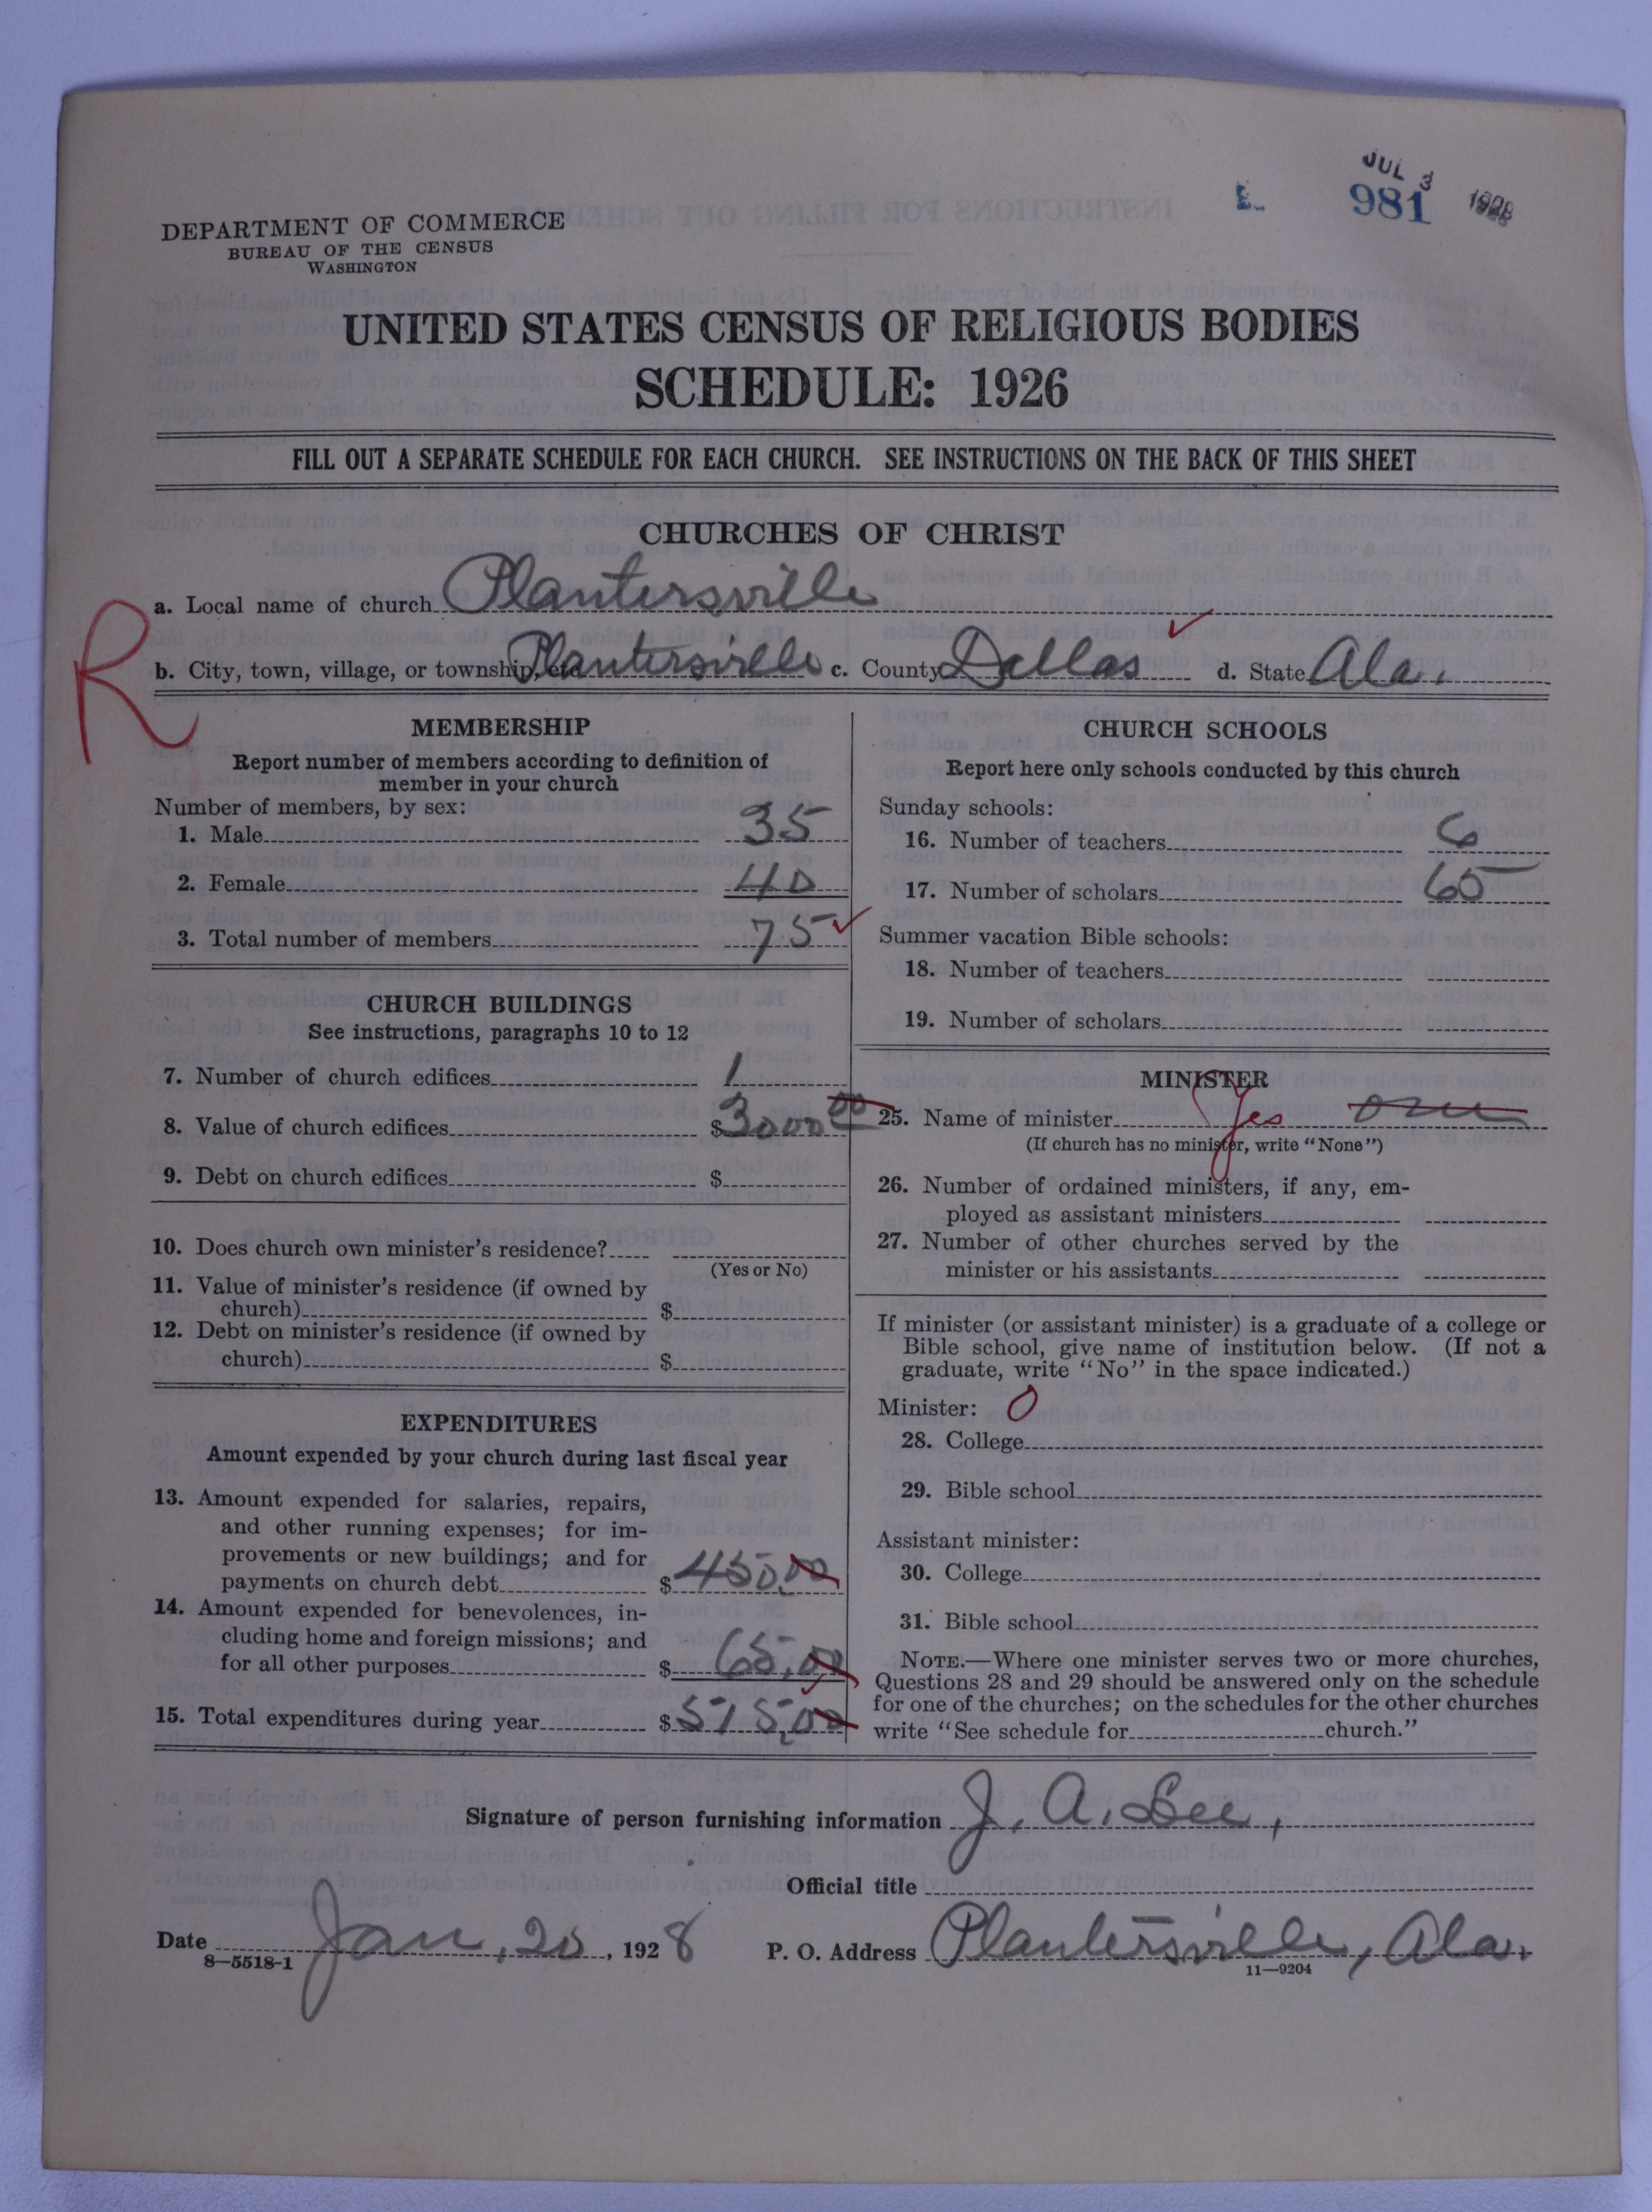 JUL 3 1928
E. 981
DEPARTMENT OF COMMERCE
BUREAU OF THE CENSUS
WASHINGTON
UNITED STATES CENSUS OF RELIGIOUS BODIES
SCHEDULE: 1926
FILL OUT A SEPARATE SCHEDULE FOR EACH CHURCH. SEE INSTRUCTIONS ON THE BACK OF THIS SHEET
CHURCHES OF CHRIST
R
a. Local name of church Plantersville
b. City, town, village, or township, etc. Plantersville c. County Dallas d. State Ala.
MEMBERSHIP
Report number of members according to definition of
member in your church
Number of members, by sex:
1. Male 35
2. Female 40
3. Total number of members 75
CHURCH BUILDINGS
See instructions, paragraphs 10 to 12
7. Number of church edifices 1
8. Value of church edifices $3000 00
9. Debt on church edifices $
10. Does church own minister's residence?
(Yes or No)
11. Value of minister's residence (if owned by
church) $
12. Debt on minister's residence (if owned by
church) $
EXPENDITURES
Amount expended by your church during last fiscal year
13. Amount expended for salaries, repairs,
and other running expenses; for im-
provements or new buildings; and for
payments on church debt $ 450.00
14. Amount expended for benevolences, in-
cluding home and foreign missions; and
for all other purposes $ 65.00
15. Total expenditures during year $ 515.00
CHURCH SCHOOLS
Report here only schools conducted by this church
Sunday schools:
16. Number of teachers 6
17. Number of scholars 65
Summer vacation Bible schools:
18. Number of teachers
19. Number of scholars
MINISTER
25. Name of minister Yes one
(If church has no minister, write "None")
26. Number of ordained ministers, if any, em-
ployed as assistant ministers
27. Number of other churches served by the
minister or his assistants
If minister (or assistant minister) is a graduate of a college or
Bible school, give name of institution below. (If not a
graduate, write "No" in the space indicated.)
Minister: 0
28. College
29. Bible school
Assistant minister:
30. College
31. Bible school
NOTE.—Where one minister serves two or more churches,
Questions 28 and 29 should be answered only on the schedule
for one of the churches; on the schedules for the other churches
write "See schedule for church."
Signature of person furnishing information J. A. Lee,
Official title
Date Jan. 20, 1928 P. O. Address Plantersville, Ala.
8—5518-1 11—9204